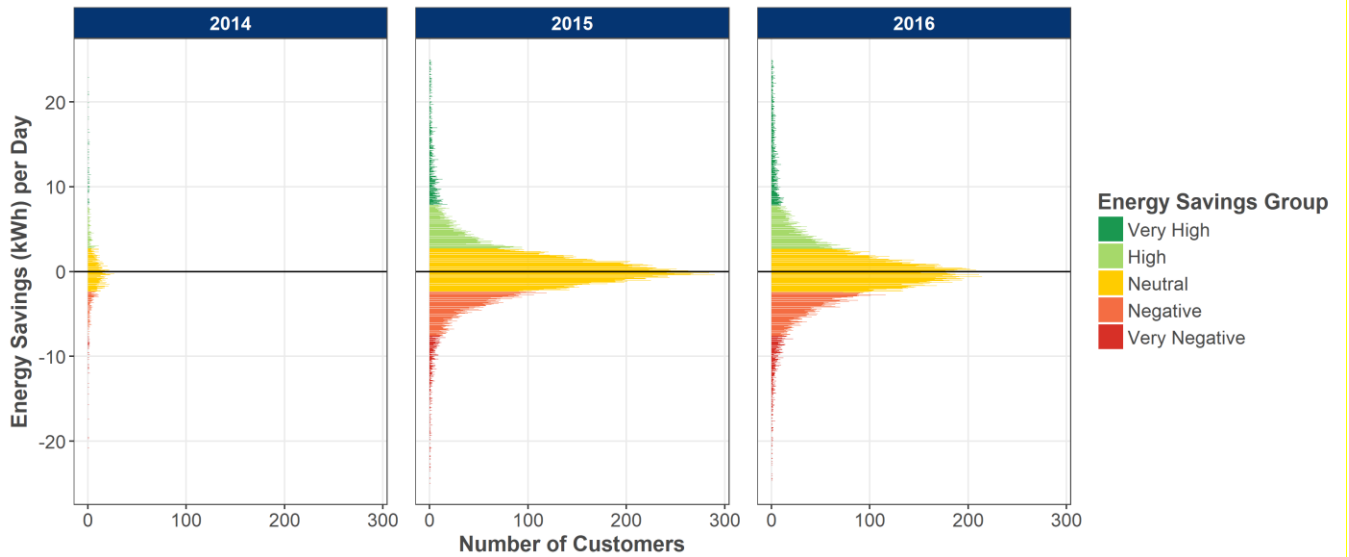 2014
2015
2016
Energy Savings (kWh) per Day
20
10
0
-10
-20
0 100 200 300
0 100 200 300
0 100 200 300
Number of Customers
Energy Savings Group
Very High
High
Neutral
Negative
Very Negative